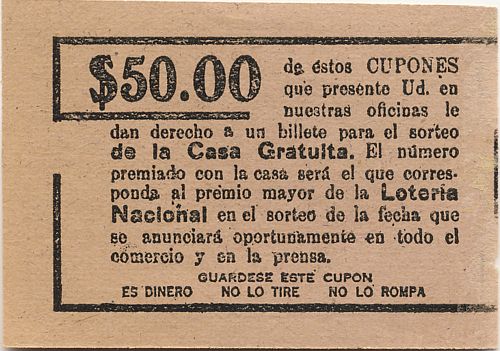 $50.00 de éstos CUPONES
que presente Ud. en
nuestras oficinas le
dan derecho a un billete para el sorteo
de la Casa Gratuita. El número
premiado con la casa será el que corres-
ponda al premio mayor de la Lotería
Nacional en el sorteo de la fecha que
se anunciará oportunamente en todo el
comercio y en la prensa.
GUARDESE ESTE CUPON
ES DINERO NO LO TIRE NO LO ROMPA